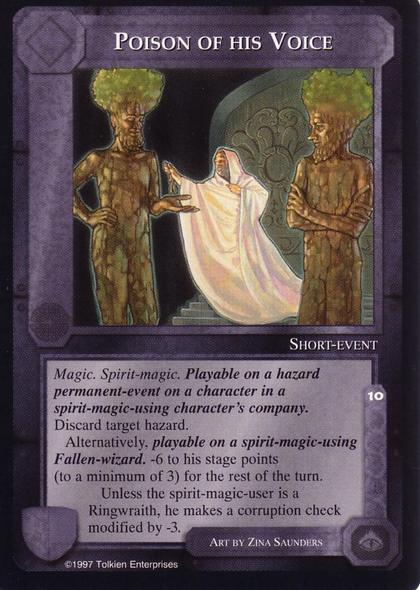 POISON OF HIS VOICE
SHORT-EVENT
Magic. Spirit-magic. Playable on a hazard
permanent-event on a character in a
spirit-magic-using character's company.
Discard target hazard.
Alternatively, playable on a spirit-magic-using
Fallen-wizard. -6 to his stage points
(to a minimum of 3) for the rest of the turn.
Unless the spirit-magic-user is a
Ringwraith, he makes a corruption check
modified by -3.
10
ART BY ZINA SAUNDERS
©1997 Tolkien Enterprises